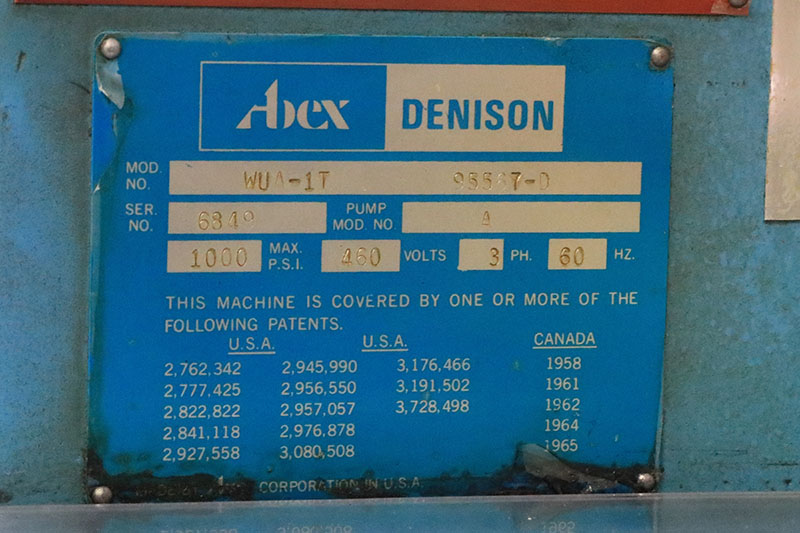 Abex DENISON
MOD. NO. WUA-1T 95537-D
SER. NO. 6849 PUMP MOD. NO. A
1000 MAX. P.S.I. 460 VOLTS 3 PH. 60 HZ.
THIS MACHINE IS COVERED BY ONE OR MORE OF THE
FOLLOWING PATENTS.
U.S.A. U.S.A. CANADA
2,762,342 2,945,990 3,176,466 1958
2,777,425 2,956,550 3,191,502 1961
2,822,822 2,957,057 3,728,498 1962
2,841,118 2,976,878 1964
2,927,558 3,080,508 1965
CORPORATION IN U.S.A.